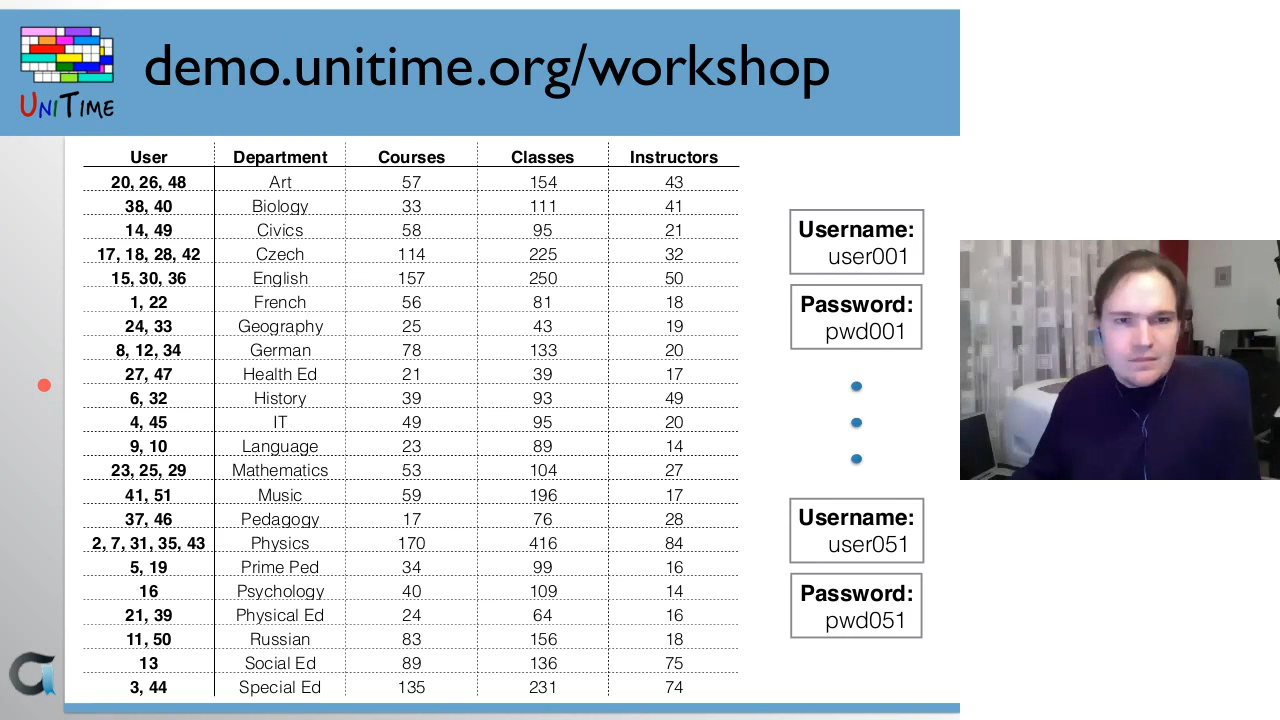 UNITIME
demo.unitime.org/workshop
User Department Courses Classes Instructors
20, 26, 48 Art 57 154 43
38, 40 Biology 33 111 41
14, 49 Civics 58 95 21
17, 18, 28, 42 Czech 114 225 32
15, 30, 36 English 157 250 50
1, 22 French 56 81 18
24, 33 Geography 25 43 19
8, 12, 34 German 78 133 20
27, 47 Health Ed 21 39 17
6, 32 History 39 93 49
4, 45 IT 49 95 20
9, 10 Language 23 89 14
23, 25, 29 Mathematics 53 104 27
41, 51 Music 59 196 17
37, 46 Pedagogy 17 76 28
2, 7, 31, 35, 43 Physics 170 416 84
5, 19 Prime Ped 34 99 16
16 Psychology 40 109 14
21, 39 Physical Ed 24 64 16
11, 50 Russian 83 156 18
13 Social Ed 89 136 75
3, 44 Special Ed 135 231 74
Username:
user001
Password:
pwd001
Username:
user051
Password:
pwd051